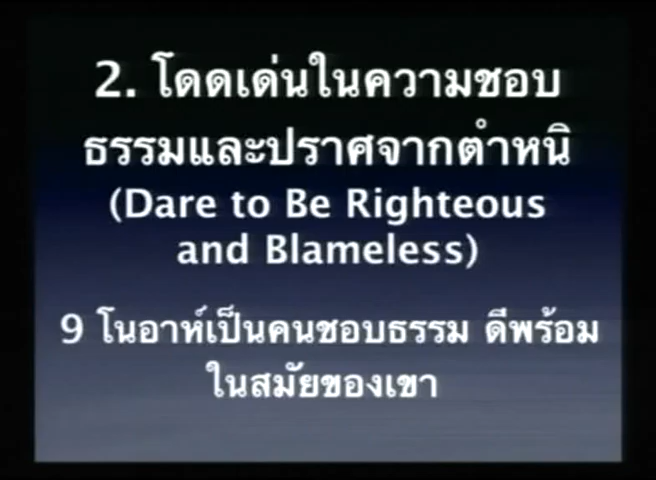 2. โดดเด่นในความชอบ
ธรรมและปราศจากตำหนิ
(Dare to Be Righteous
and Blameless)
9 โนอาห์เป็นคนชอบธรรม ดีพร้อม
ในสมัยของเขา